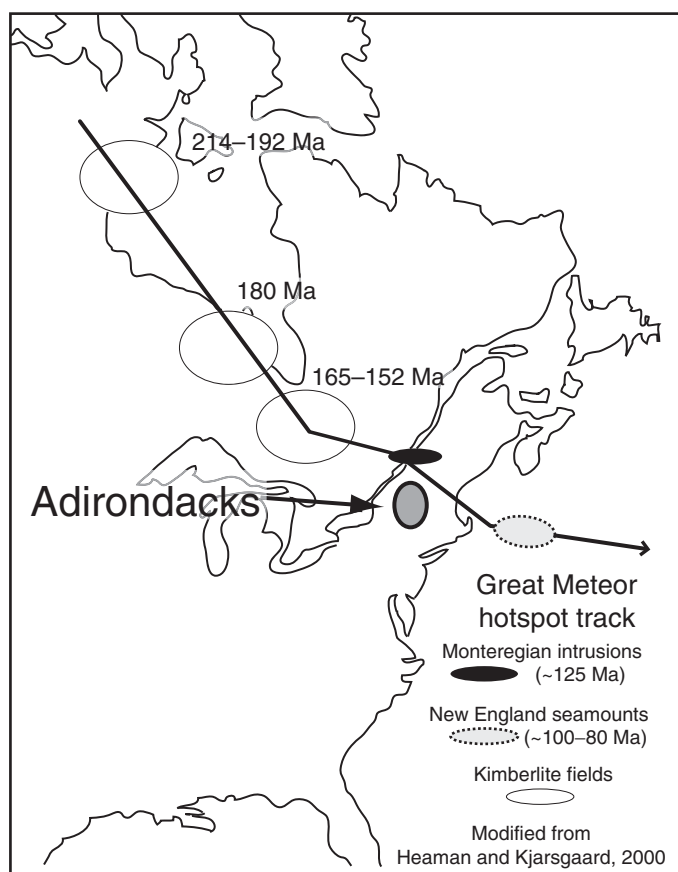 214–192 Ma
180 Ma
165–152 Ma
Adirondacks
Great Meteor
hotspot track
Monteregian intrusions
(~125 Ma)
New England seamounts
(~100–80 Ma)
Kimberlite fields
Modified from
Heaman and Kjarsgaard, 2000